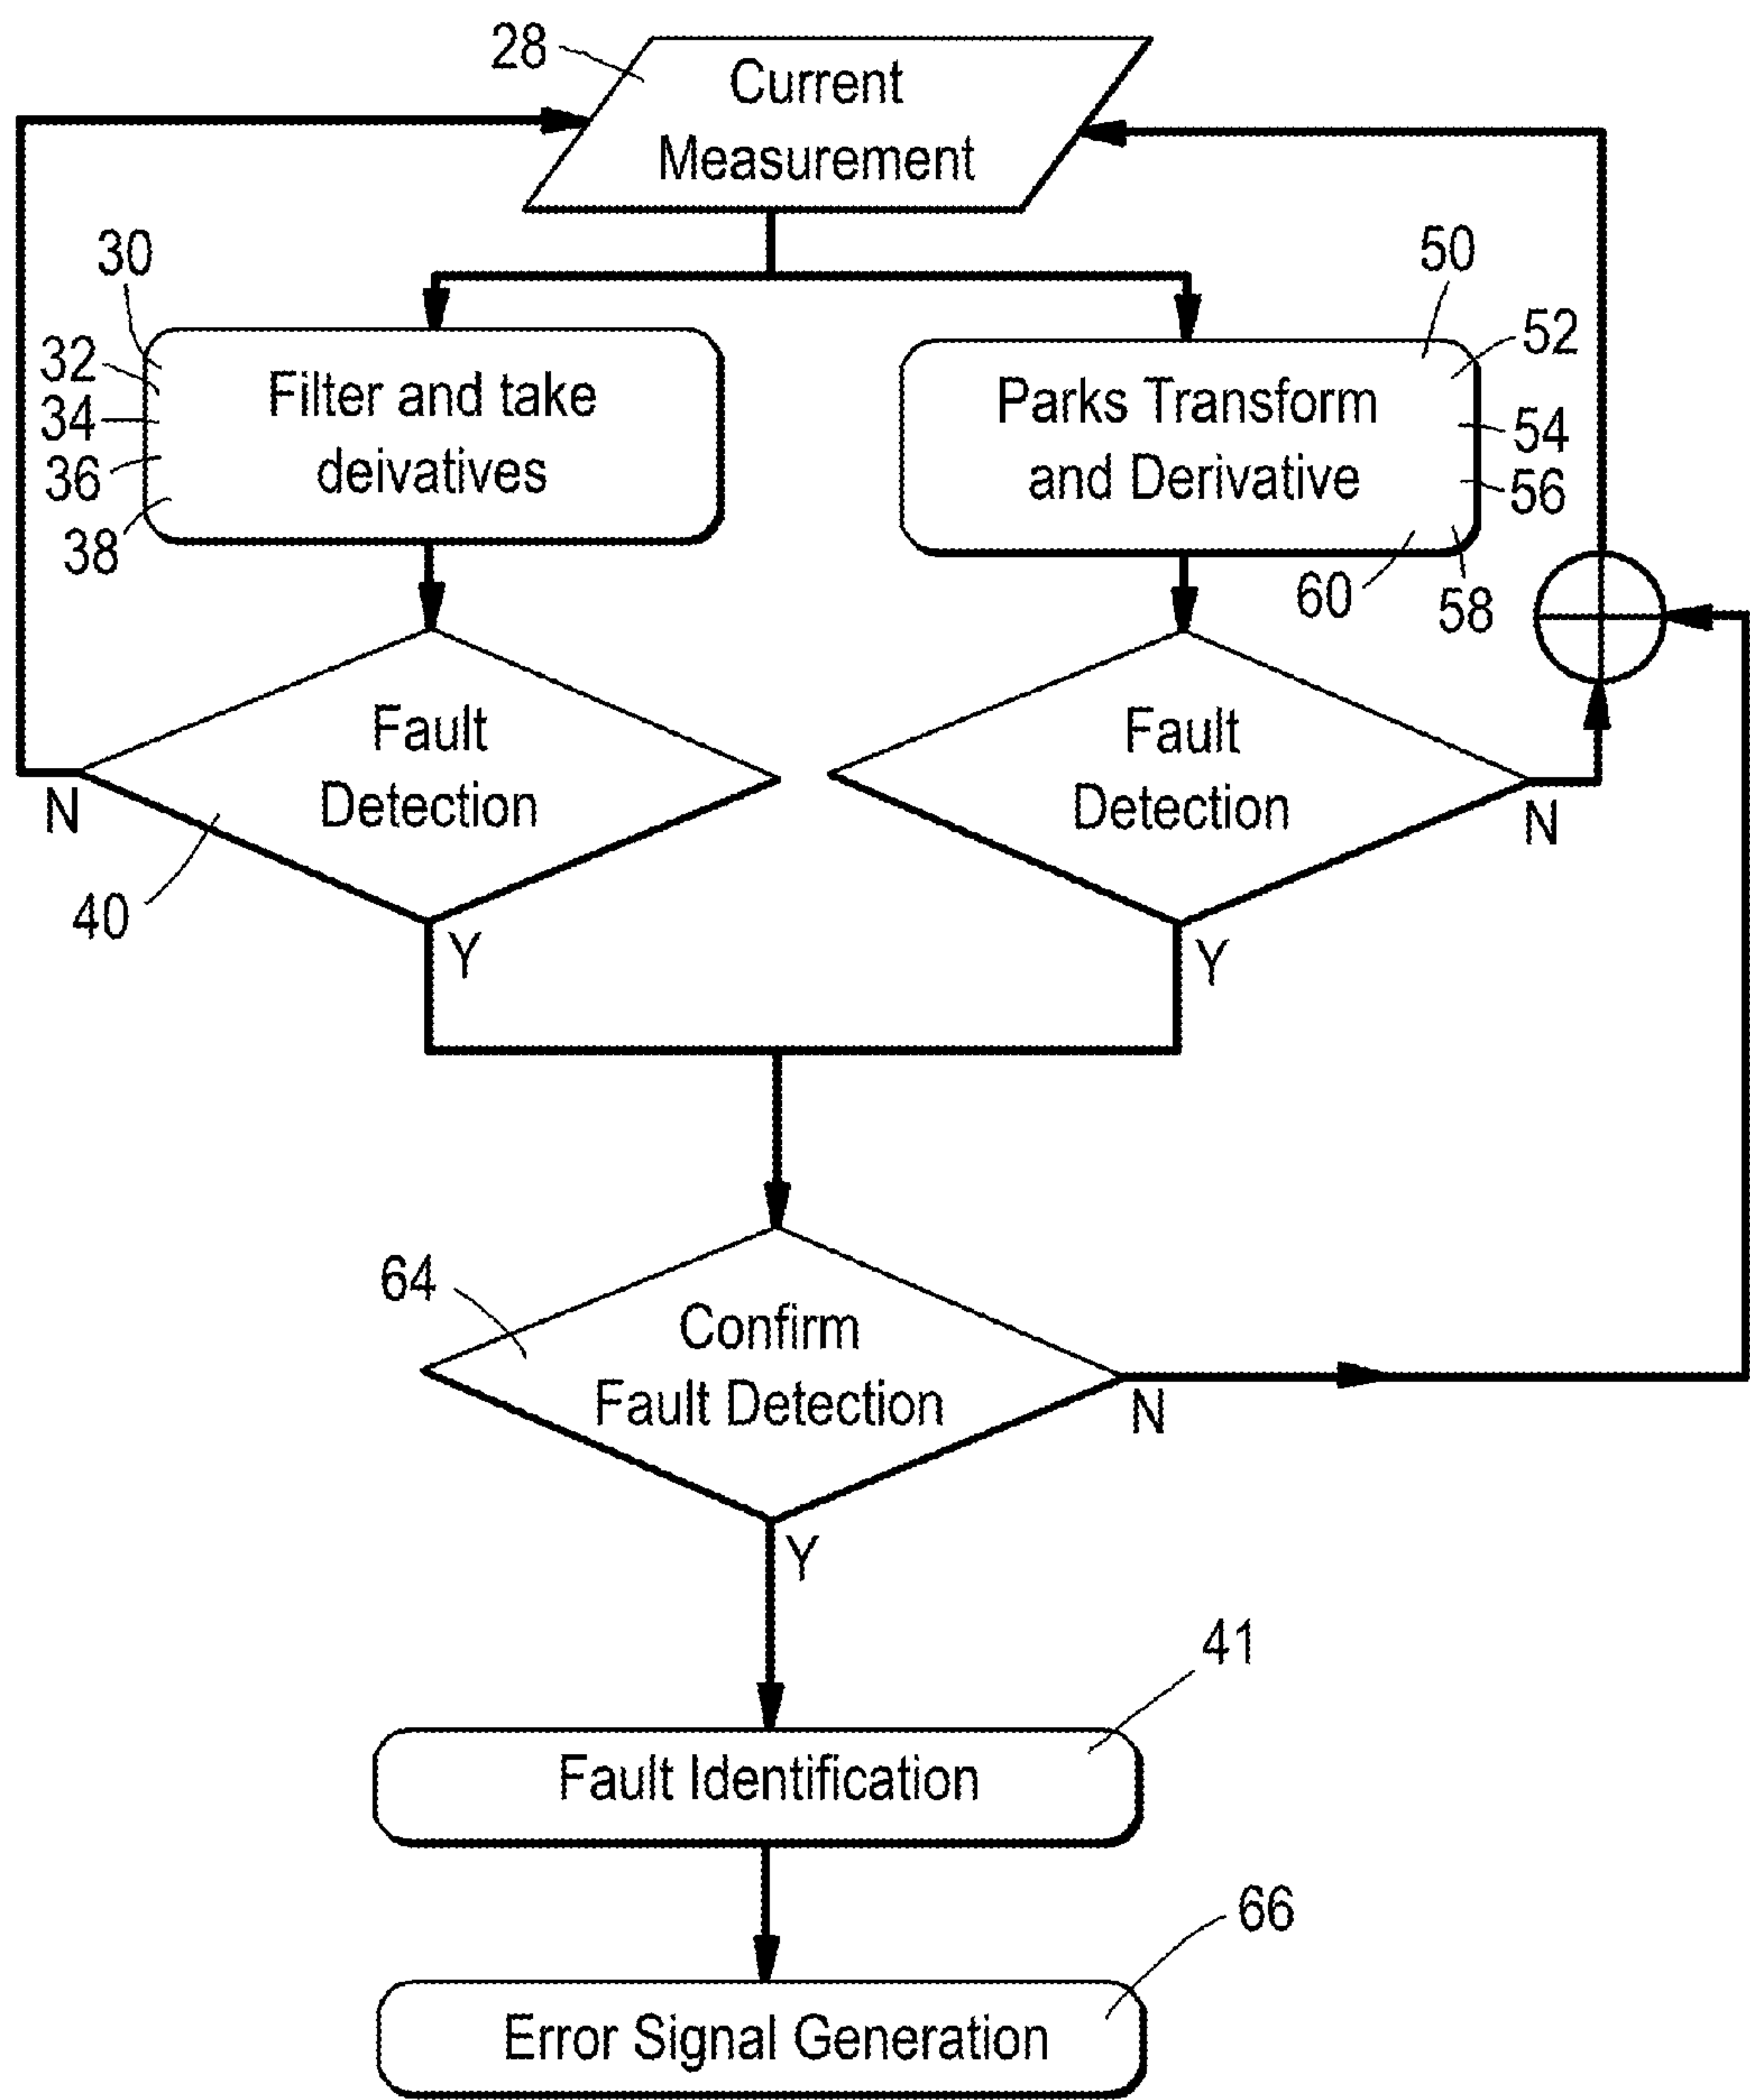 28
Current
Measurement
30
32
34
36
38
Filter and take
deivatives
50
52
54
56
58
60
Parks Transform
and Derivative
Fault
Detection
N
40
Y
Fault
Detection
N
Y
64
Confirm
Fault Detection
N
Y
41
Fault Identification
66
Error Signal Generation